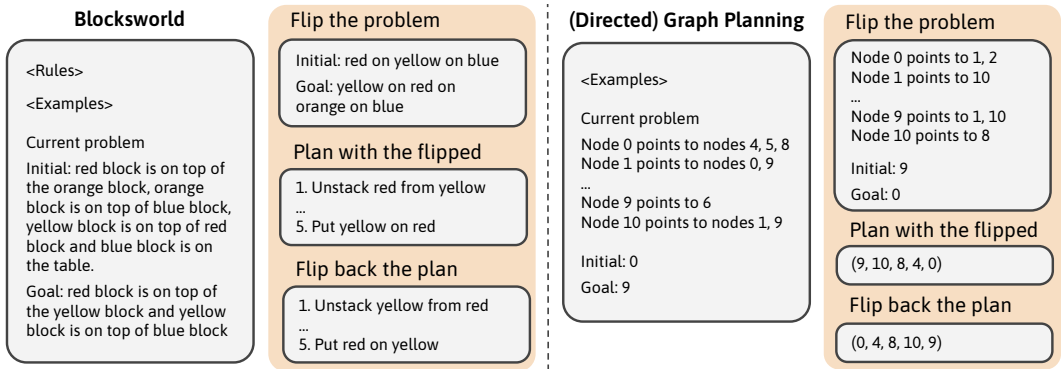 Blocksworld
<Rules>
<Examples>
Current problem
Initial: red block is on top of
the orange block, orange
block is on top of blue block,
yellow block is on top of red
block and blue block is on
the table.
Goal: red block is on top of
the yellow block and yellow
block is on top of blue block
Flip the problem
Initial: red on yellow on blue
Goal: yellow on red on
orange on blue
Plan with the flipped
1. Unstack red from yellow
...
5. Put yellow on red
Flip back the plan
1. Unstack yellow from red
...
5. Put red on yellow
(Directed) Graph Planning
<Examples>
Current problem
Node 0 points to nodes 4, 5, 8
Node 1 points to nodes 0, 9
...
Node 9 points to 6
Node 10 points to nodes 1, 9
Initial: 0
Goal: 9
Flip the problem
Node 0 points to 1, 2
Node 1 points to 10
...
Node 9 points to 1, 10
Node 10 points to 8
Initial: 9
Goal: 0
Plan with the flipped
(9, 10, 8, 4, 0)
Flip back the plan
(0, 4, 8, 10, 9)